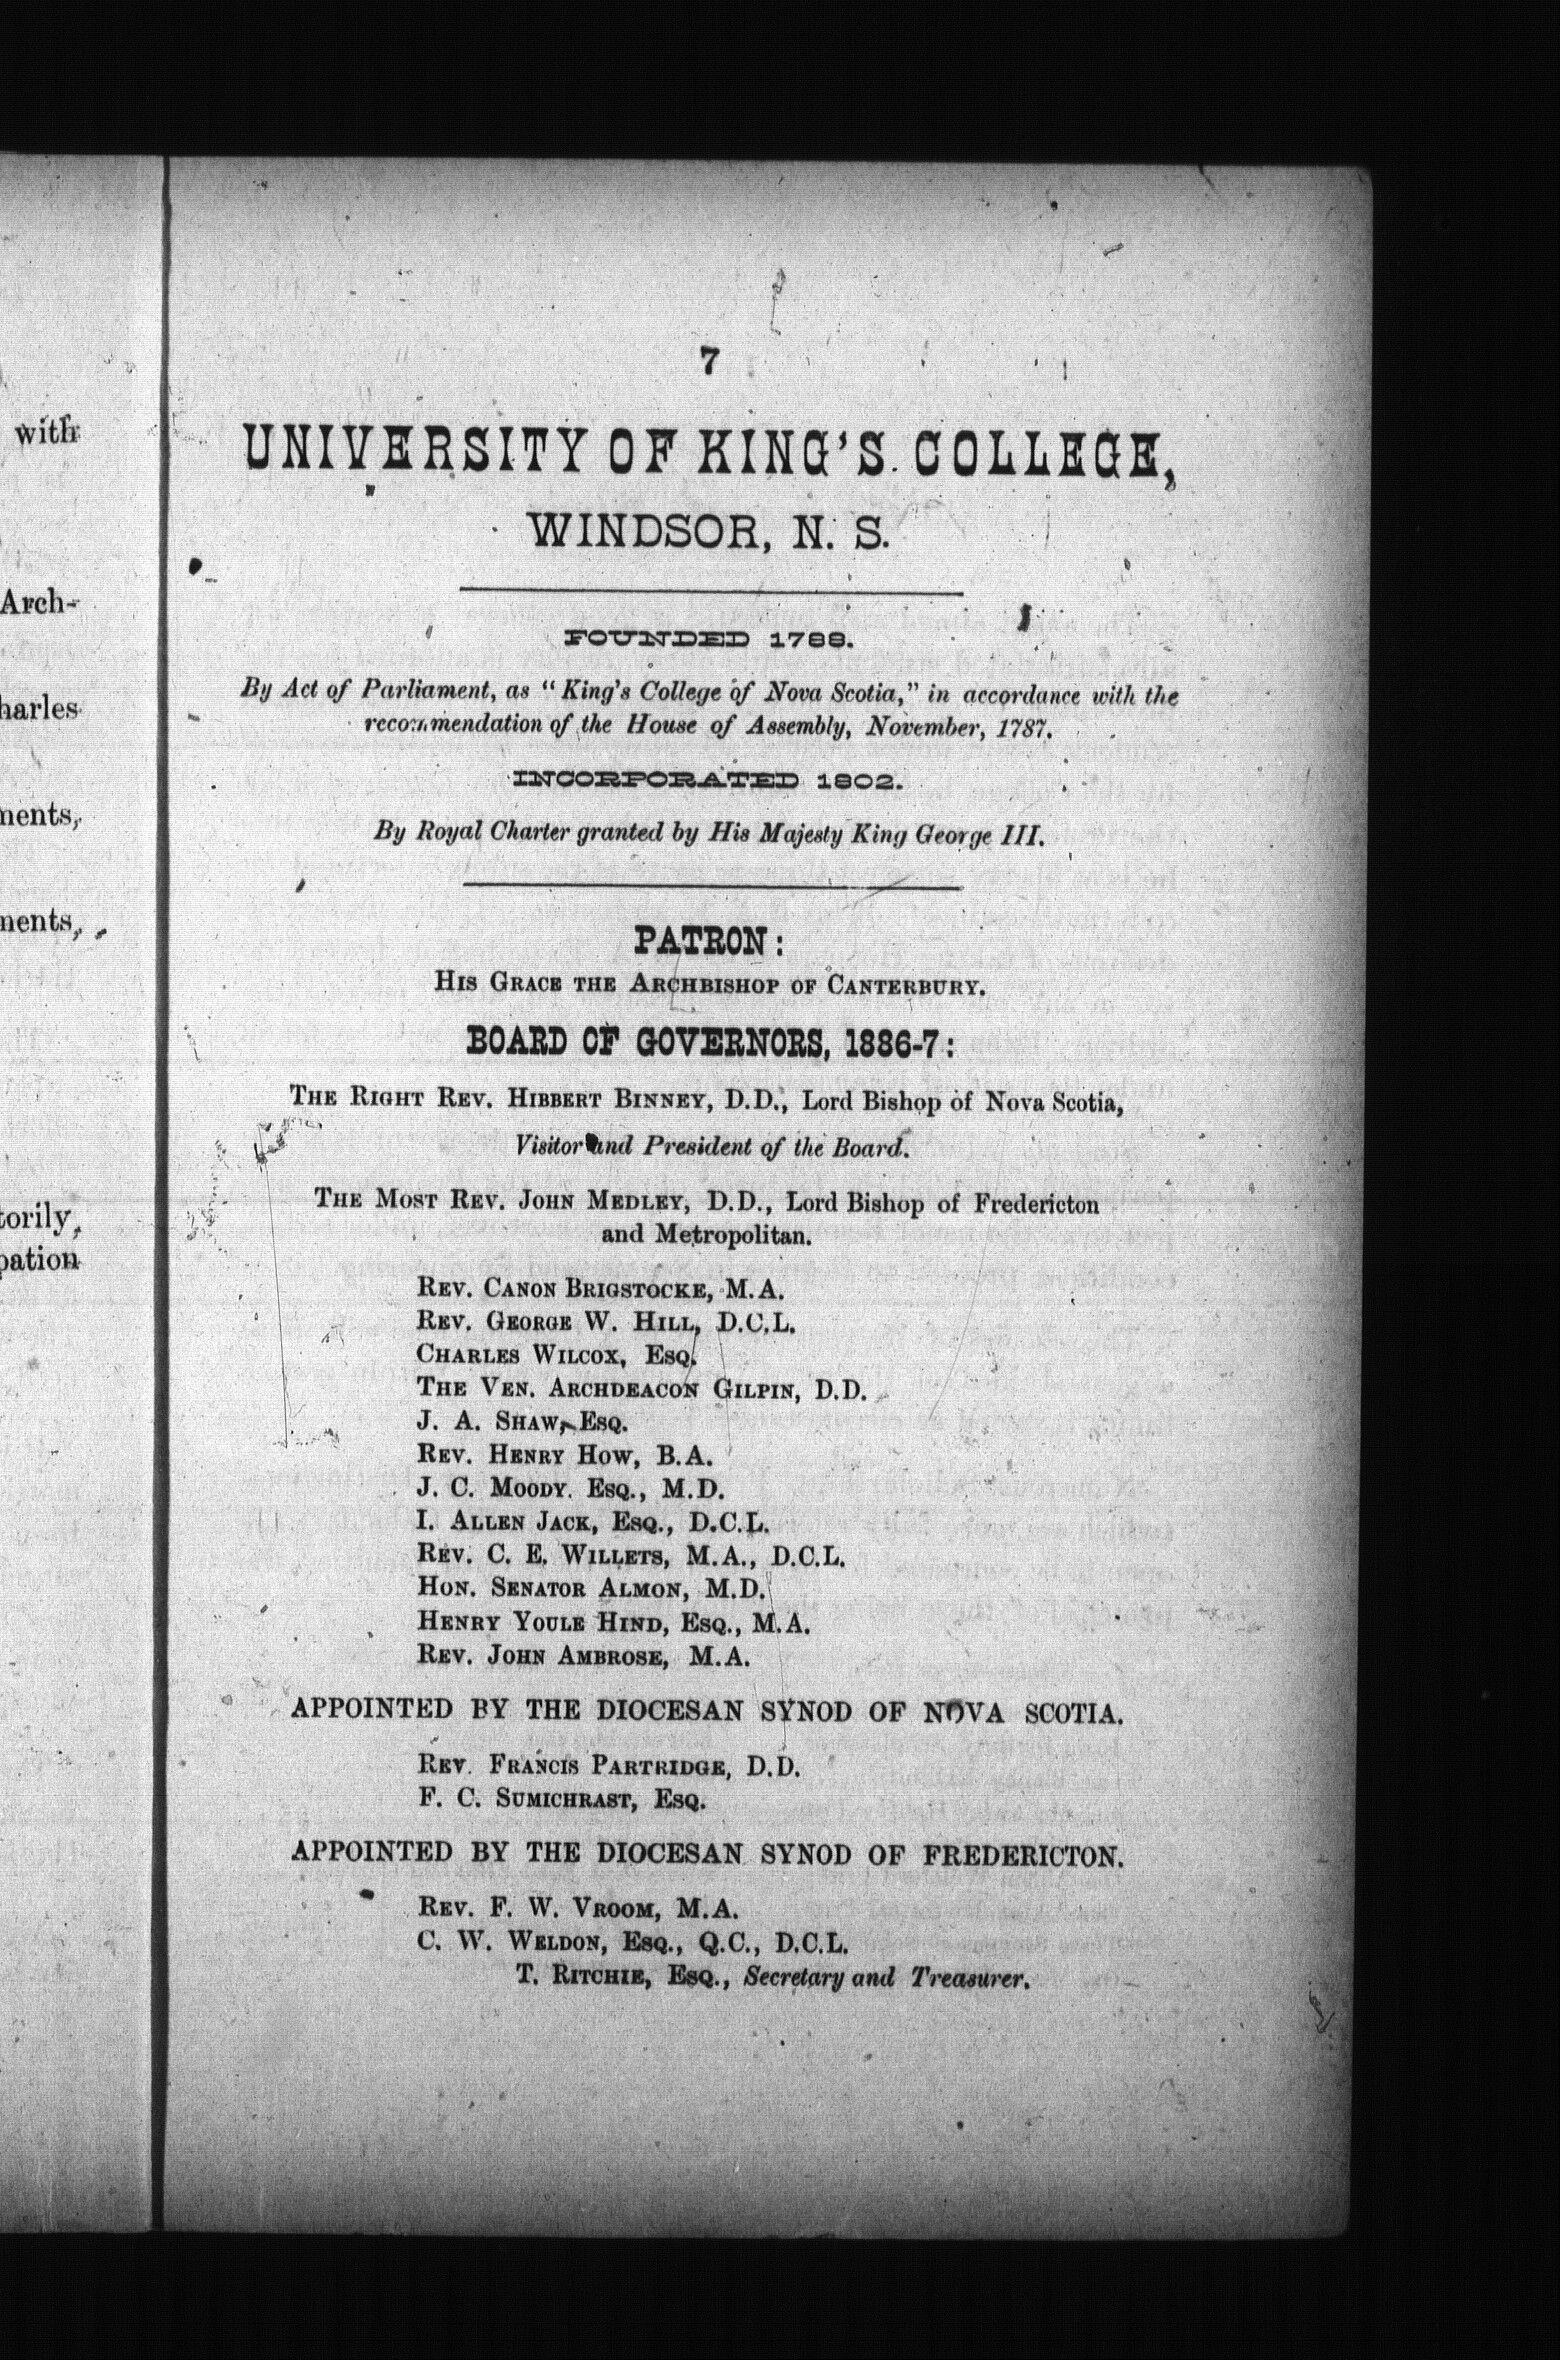 with
Arch-
harles
ments,
ments,
torily,
pation
7
UNIVERSITY OF KING'S COLLEGE,
WINDSOR, N. S.
FOUNDED 1788.
By Act of Parliament, as "King's College of Nova Scotia," in accordance with the
recommendation of the House of Assembly, November, 1787.
INCORPORATED 1802.
By Royal Charter granted by His Majesty King George III.
PATRON:
HIS GRACE THE ARCHBISHOP OF CANTERBURY.
BOARD OF GOVERNORS, 1886-7:
THE RIGHT REV. HIBBERT BINNEY, D.D., Lord Bishop of Nova Scotia,
Visitor and President of the Board.
THE MOST REV. JOHN MEDLEY, D.D., Lord Bishop of Fredericton
and Metropolitan.
REV. CANON BRIGSTOCKE, M.A.
REV. GEORGE W. HILL, D.C.L.
CHARLES WILCOX, ESQ.
THE VEN. ARCHDEACON GILPIN, D.D.
J. A. SHAW, ESQ.
REV. HENRY HOW, B.A.
J. C. MOODY. ESQ., M.D.
I. ALLEN JACK, ESQ., D.C.L.
REV. C. E. WILLETS, M.A., D.C.L.
HON. SENATOR ALMON, M.D.
HENRY YOULE HIND, ESQ., M.A.
REV. JOHN AMBROSE, M.A.
APPOINTED BY THE DIOCESAN SYNOD OF NOVA SCOTIA.
REV. FRANCIS PARTRIDGE, D.D.
F. C. SUMICHRAST, ESQ.
APPOINTED BY THE DIOCESAN SYNOD OF FREDERICTON.
REV. F. W. VROOM, M.A.
C. W. WELDON, ESQ., Q.C., D.C.L.
T. RITCHIE, ESQ., Secretary and Treasurer.